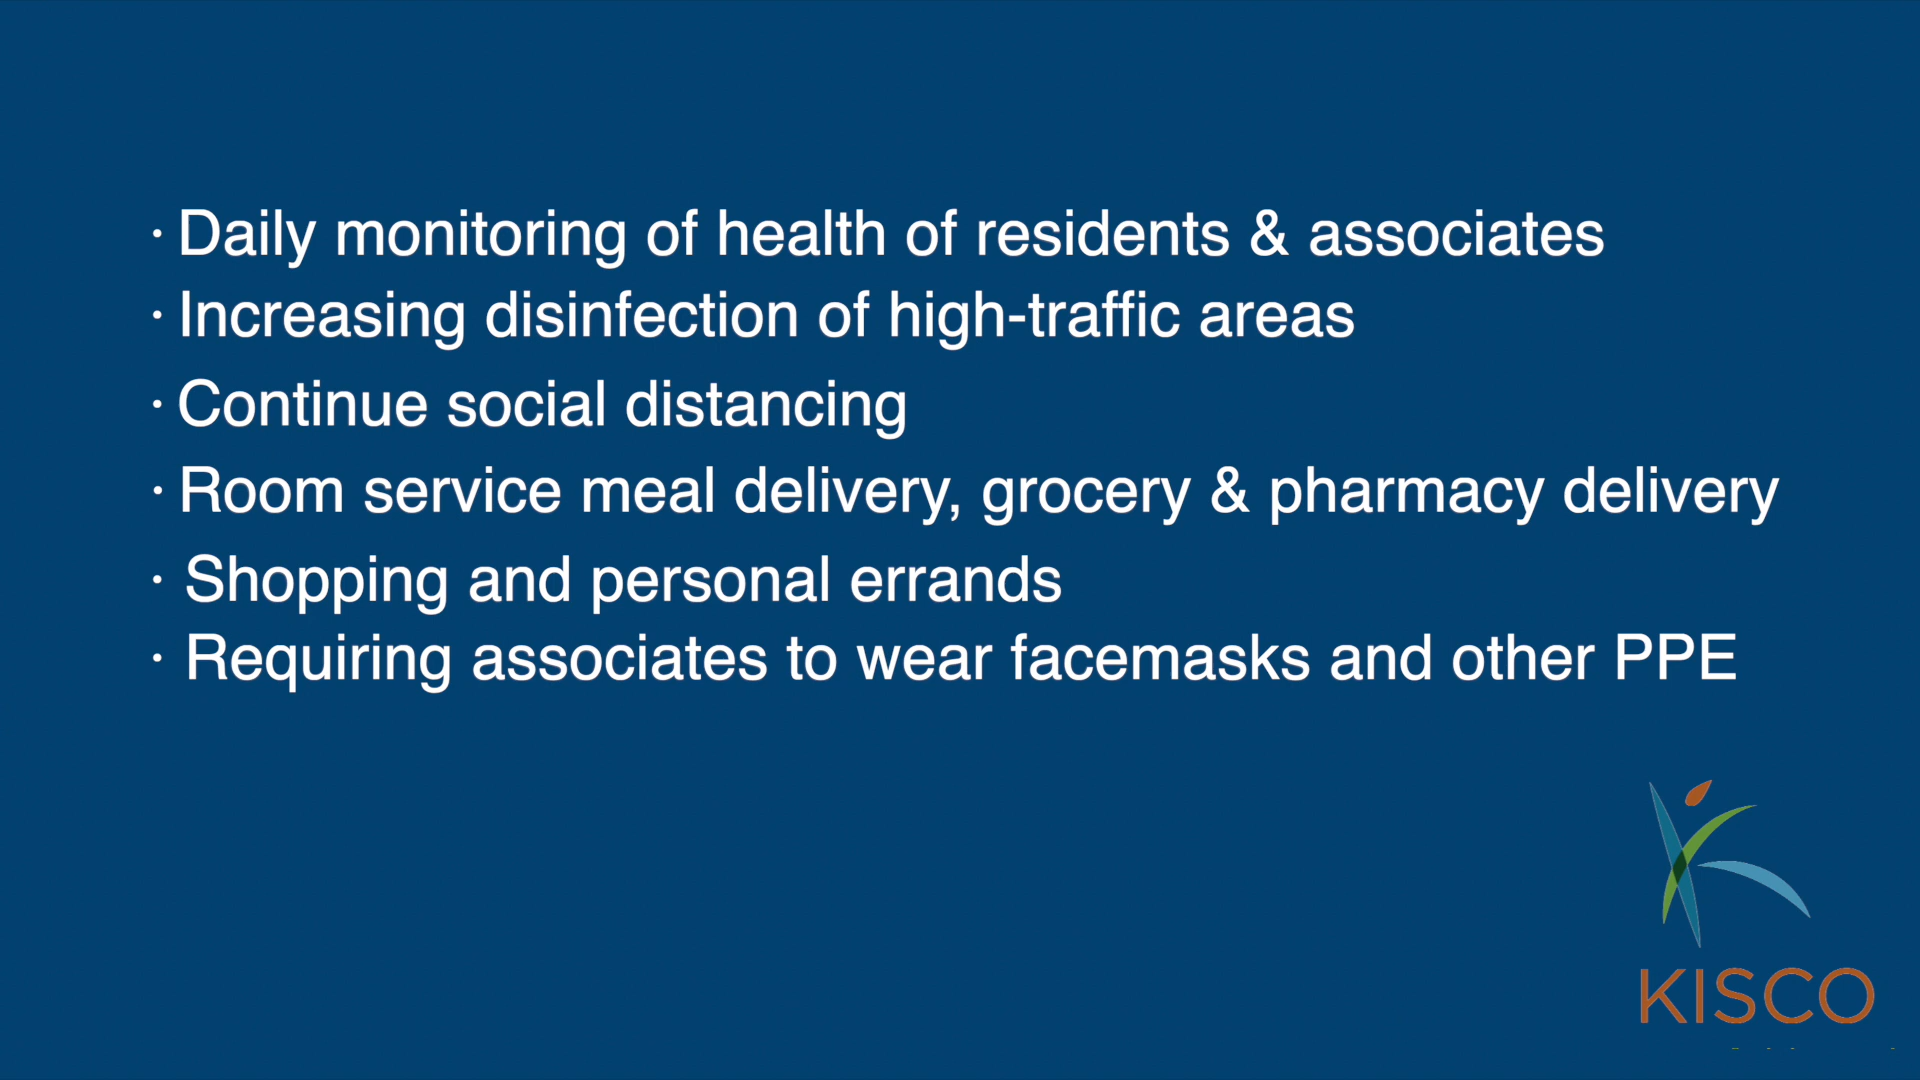 · Daily monitoring of health of residents & associates
· Increasing disinfection of high-traffic areas
· Continue social distancing
· Room service meal delivery, grocery & pharmacy delivery
· Shopping and personal errands
· Requiring associates to wear facemasks and other PPE
KISCO